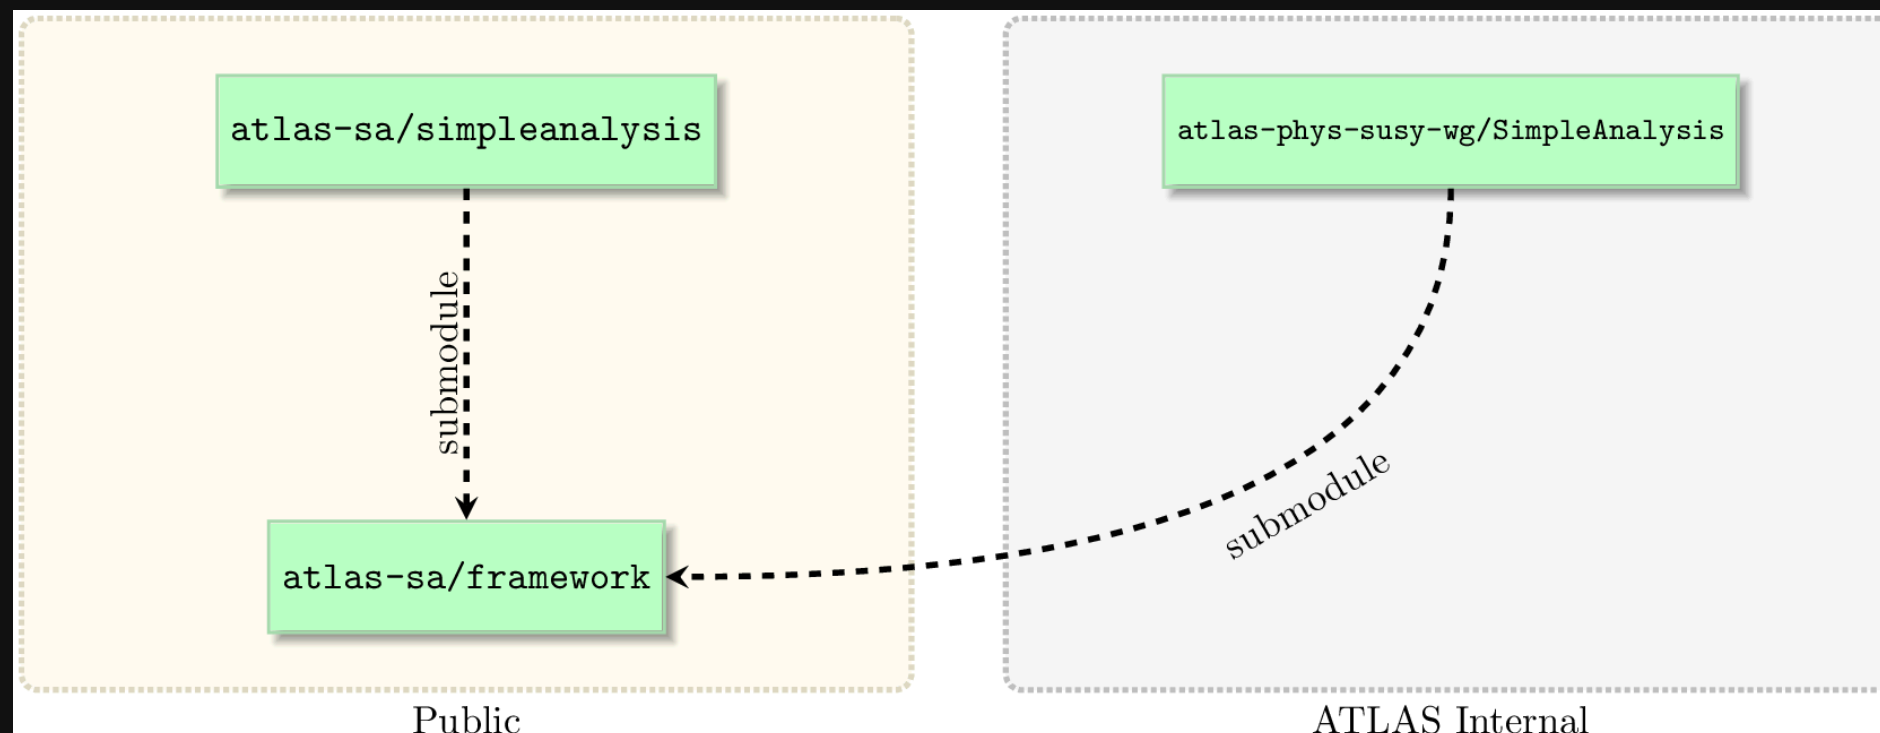 atlas-sa/simpleanalysis
atlas-phys-susy-wg/SimpleAnalysis
submodule
submodule
atlas-sa/framework
Public
ATLAS Internal